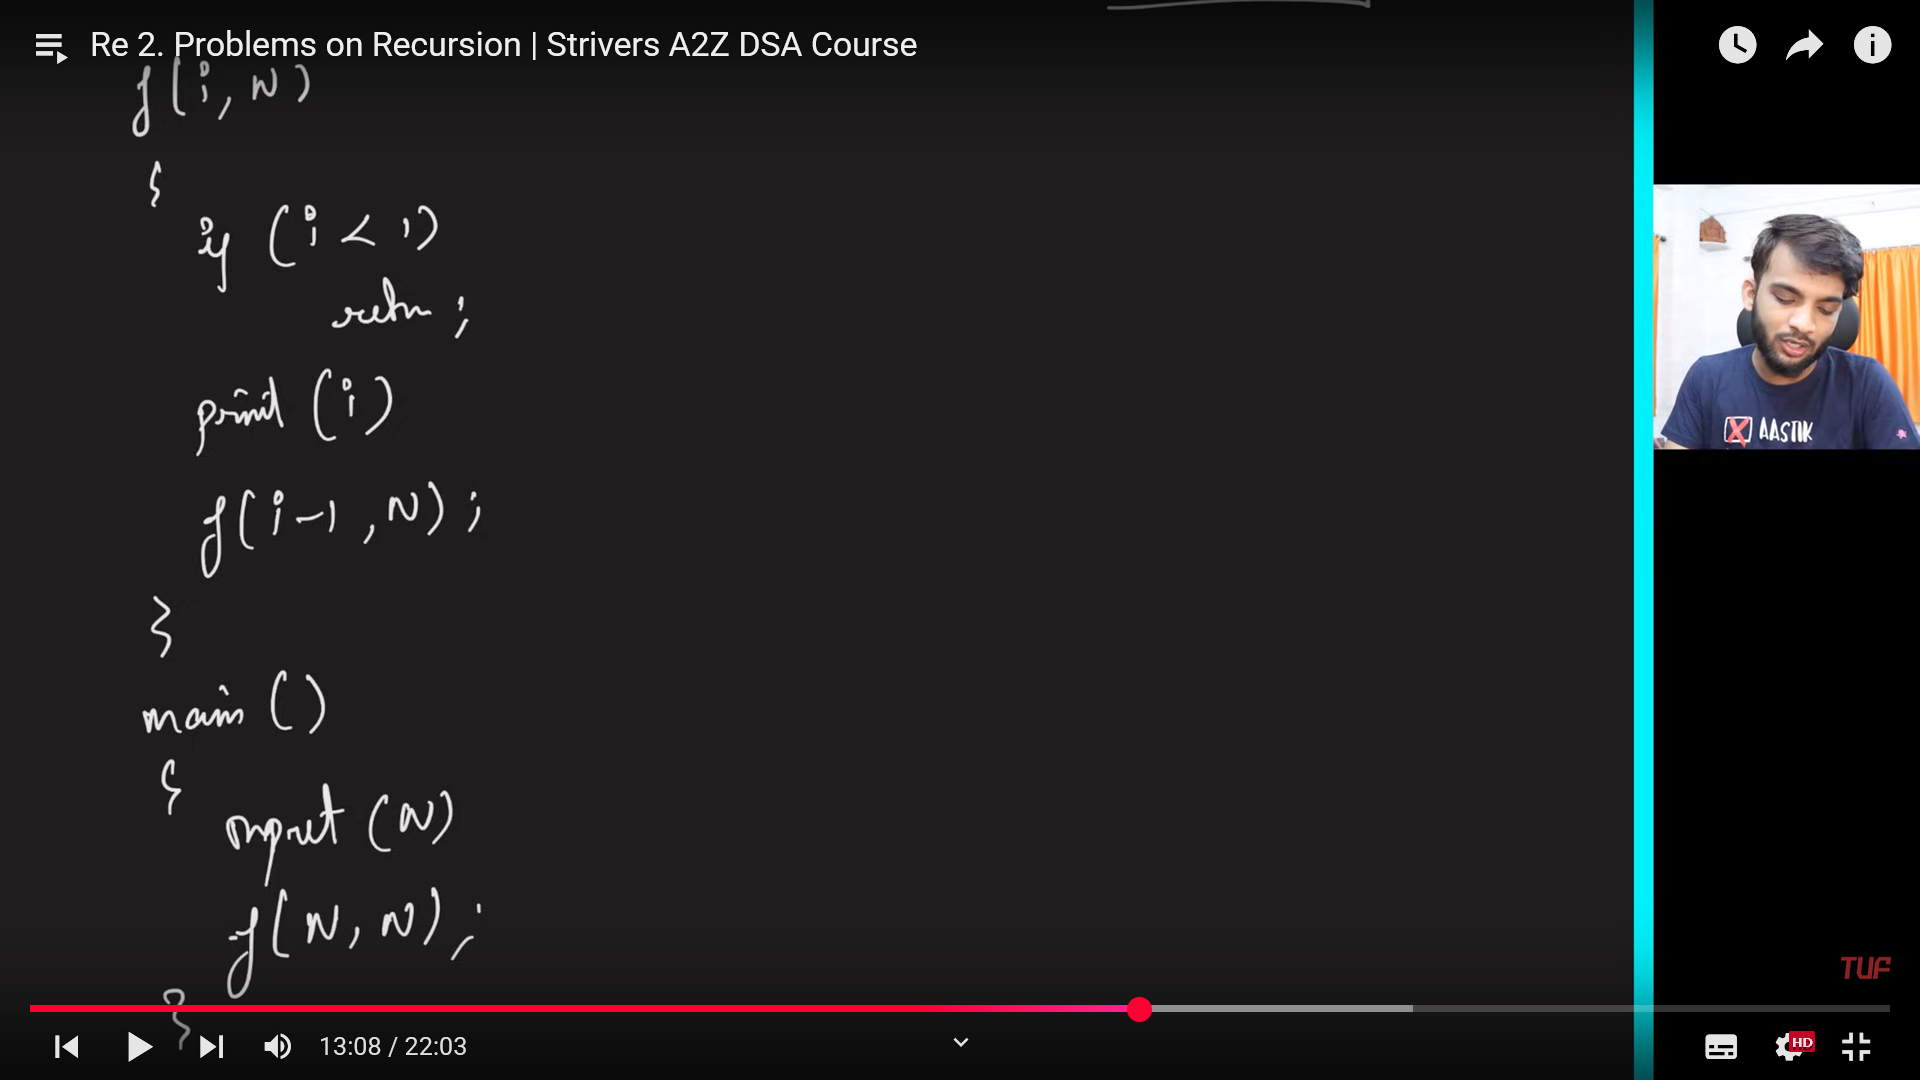 Re 2. Problems on Recursion | Strivers A2Z DSA Course
f(i, N)
{
if (i < 1)
return;
print (i)
f(i-1, N);
}
main ()
{
input (N)
f(N, N);
}
AASTIK
TUF
13:08 / 22:03
HD